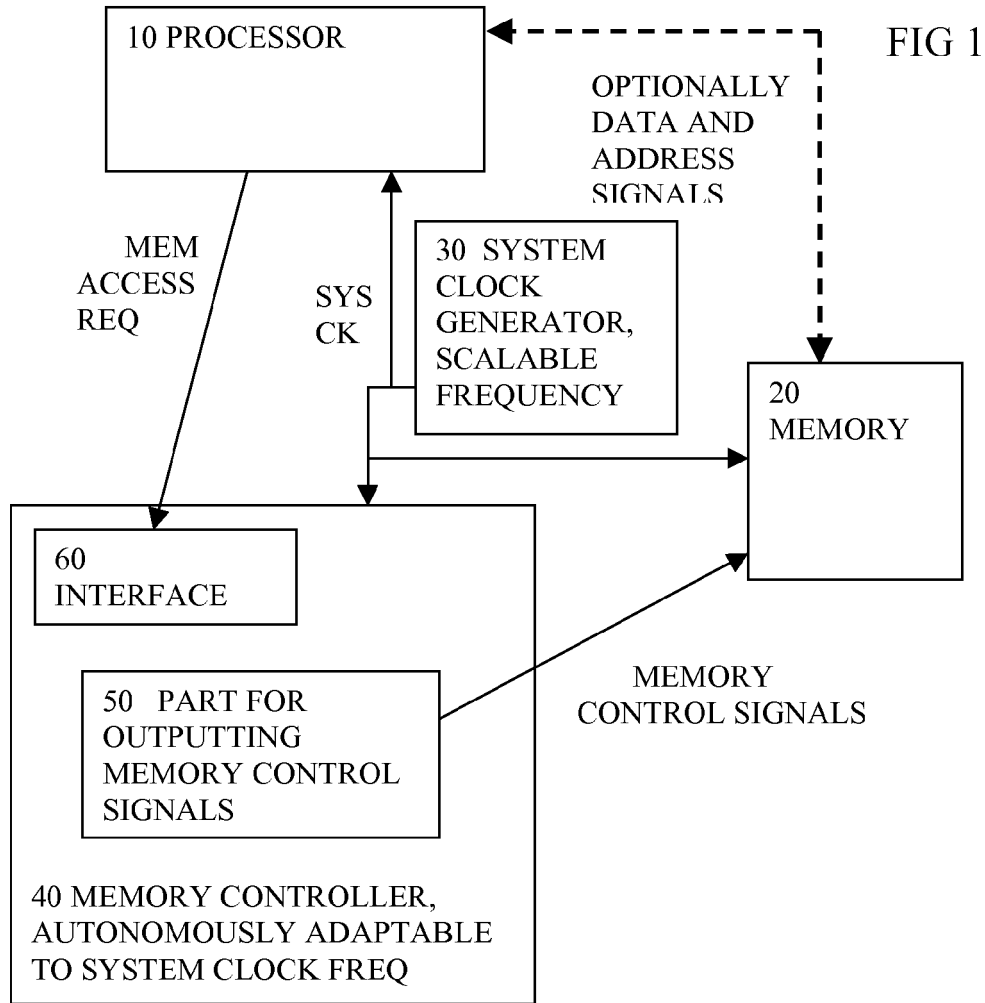 10 PROCESSOR
FIG 1
OPTIONALLY
DATA AND
ADDRESS
SIGNALS
MEM
ACCESS
REQ
SYS
CK
30 SYSTEM
CLOCK
GENERATOR,
SCALABLE
FREQUENCY
20
MEMORY
60
INTERFACE
50 PART FOR
OUTPUTTING
MEMORY CONTROL
SIGNALS
MEMORY
CONTROL SIGNALS
40 MEMORY CONTROLLER,
AUTONOMOUSLY ADAPTABLE
TO SYSTEM CLOCK FREQ